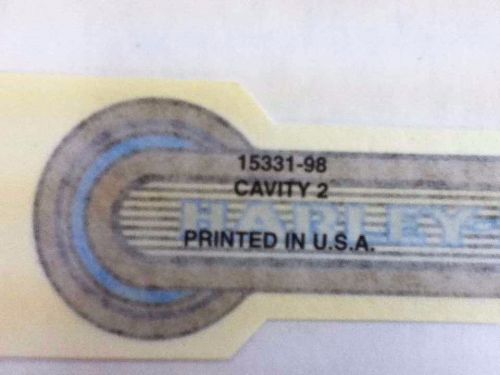 15331-98
CAVITY 2
HARLEY-
PRINTED IN U.S.A.